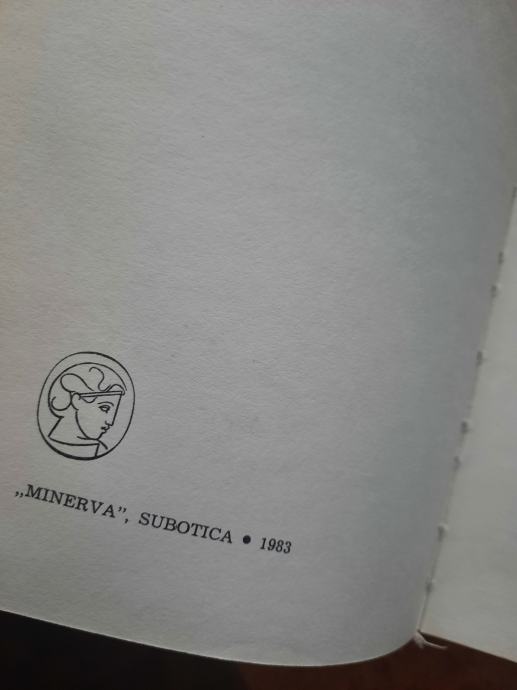 „MINERVA”, SUBOTICA • 1983